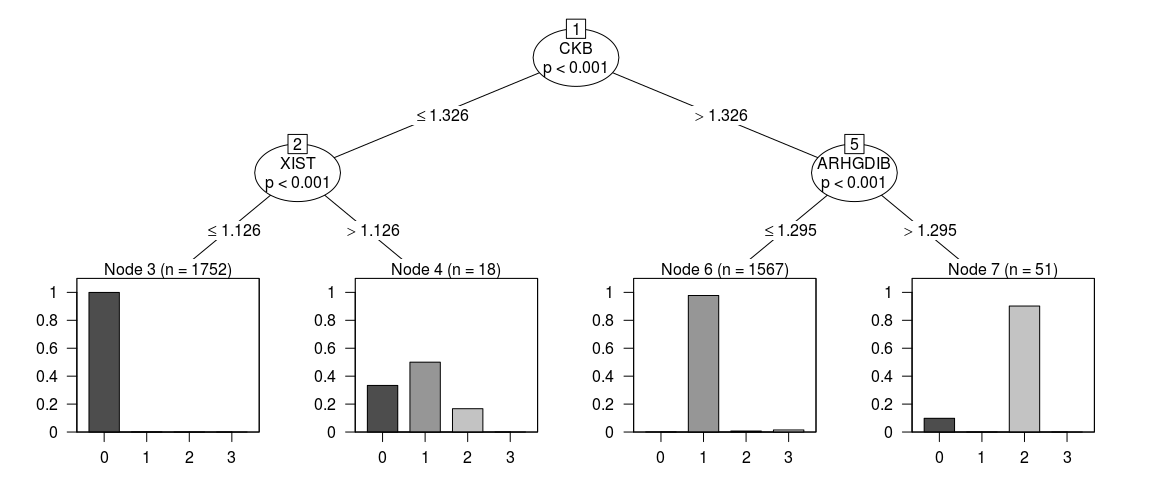 1
CKB
p < 0.001
≤ 1.326
> 1.326
2
XIST
p < 0.001
5
ARHGDIB
p < 0.001
≤ 1.126
> 1.126
≤ 1.295
> 1.295
Node 3 (n = 1752)
1
0.8
0.6
0.4
0.2
0
0 1 2 3
Node 4 (n = 18)
1
0.8
0.6
0.4
0.2
0
0 1 2 3
Node 6 (n = 1567)
1
0.8
0.6
0.4
0.2
0
0 1 2 3
Node 7 (n = 51)
1
0.8
0.6
0.4
0.2
0
0 1 2 3